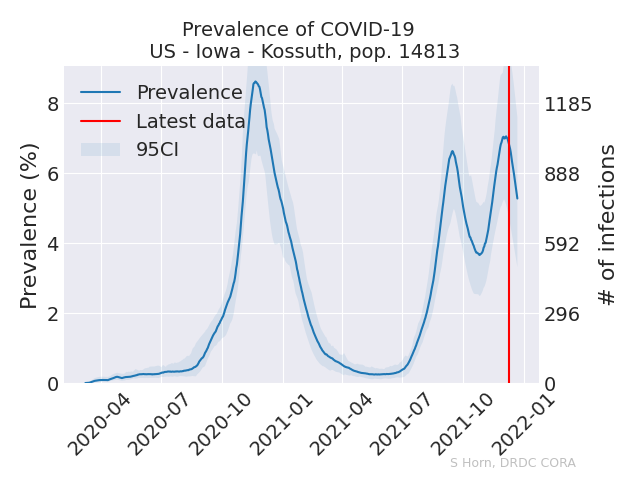 Prevalence of COVID-19
US - Iowa - Kossuth, pop. 14813
Prevalence
Latest data
95CI
Prevalence (%)
8
6
4
2
0
1185
888
592
296
0
# of infections
2020-04
2020-07
2020-10
2021-01
2021-04
2021-07
2021-10
2022-01
S Horn, DRDC CORA